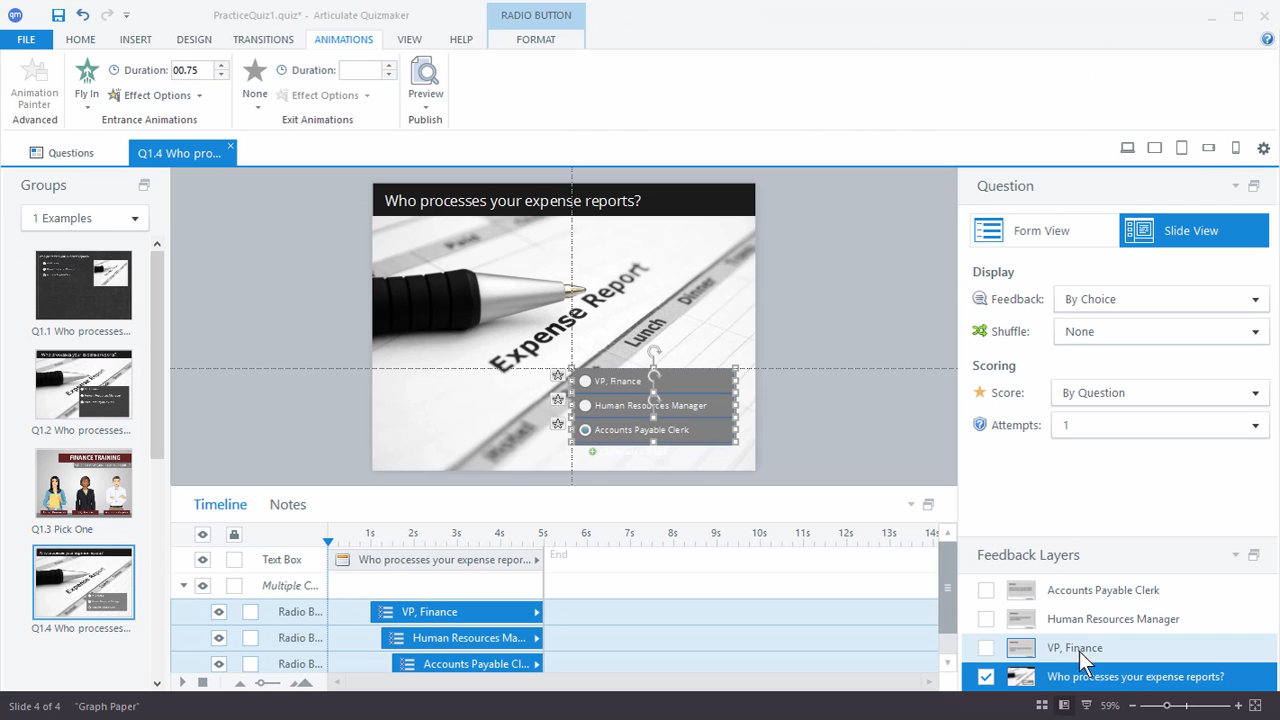 qm
PracticeQuiz1.quiz* - Articulate Quizmaker
RADIO BUTTON
FILE
HOME
INSERT
DESIGN
TRANSITIONS
ANIMATIONS
VIEW
HELP
FORMAT
Animation Painter
Advanced
Fly In
Duration:
00.75
Effect Options
Entrance Animations
None
Duration:
Effect Options
Exit Animations
Preview
Publish
Questions
Q1.4 Who pro...
Groups
1 Examples
Q1.1 Who processes...
Q1.2 Who processes...
FINANCE TRAINING
Q1.3 Pick One
Q1.4 Who processes...
Who processes your expense reports?
Expense Report
Lunch
Dinner
Hotel
VP, Finance
Human Resources Manager
Accounts Payable Clerk
Question
Form View
Slide View
Display
Feedback:
By Choice
Shuffle:
None
Scoring
Score:
By Question
Attempts:
1
Timeline
Notes
1s 2s 3s 4s 5s 6s 7s 8s 9s 10s 11s 12s 13s 14s
End
Text Box
Who processes your expense repor...
Multiple C...
Radio B...
VP, Finance
Radio B...
Human Resources Ma...
Radio B...
Accounts Payable Cl...
Feedback Layers
Accounts Payable Clerk
Human Resources Manager
VP, Finance
Who processes your expense reports?
Slide 4 of 4
"Graph Paper"
59%